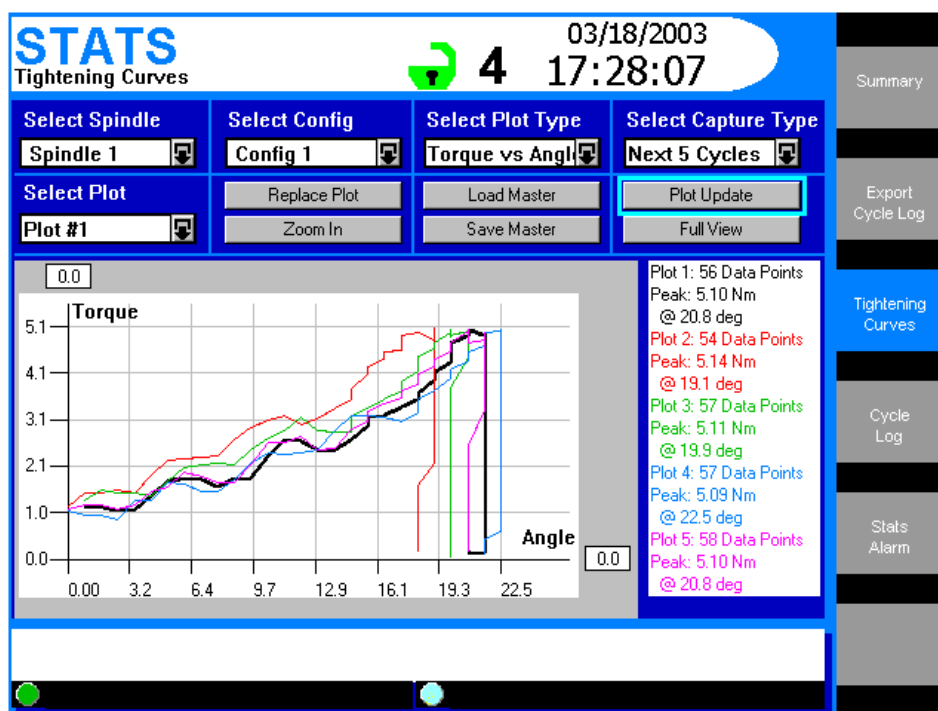 STATS
Tightening Curves
4
03/18/2003
17:28:07
Select Spindle
Spindle 1
Select Config
Config 1
Select Plot Type
Torque vs Angl
Select Capture Type
Next 5 Cycles
Select Plot
Plot #1
Replace Plot
Load Master
Plot Update
Zoom In
Save Master
Full View
0.0
Torque
5.1
4.1
3.1
2.1
1.0
0.0
Angle
0.0
0.00 3.2 6.4 9.7 12.9 16.1 19.3 22.5
Plot 1: 56 Data Points
Peak: 5.10 Nm
@ 20.8 deg
Plot 2: 54 Data Points
Peak: 5.14 Nm
@ 19.1 deg
Plot 3: 57 Data Points
Peak: 5.11 Nm
@ 19.9 deg
Plot 4: 57 Data Points
Peak: 5.09 Nm
@ 22.5 deg
Plot 5: 58 Data Points
Peak: 5.10 Nm
@ 20.8 deg
Summary
Export
Cycle Log
Tightening
Curves
Cycle
Log
Stats
Alarm